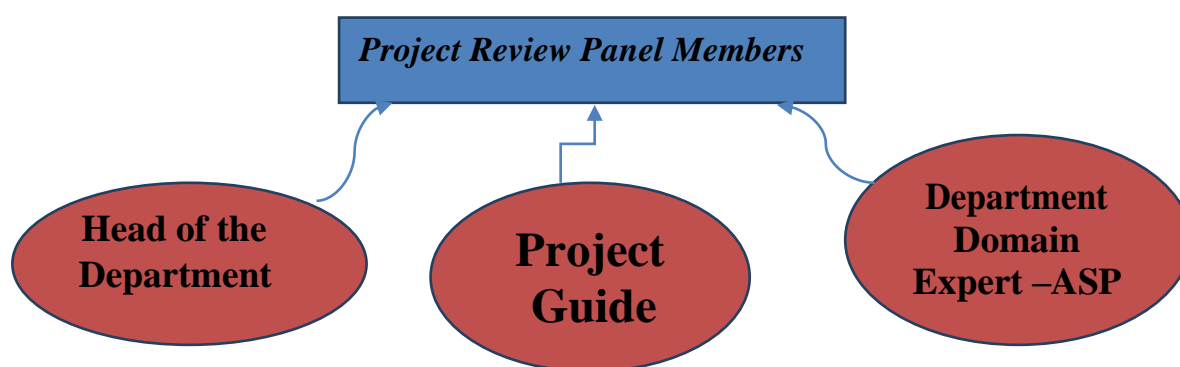 Project Review Panel Members
Head of the
Department
Project
Guide
Department
Domain
Expert –ASP